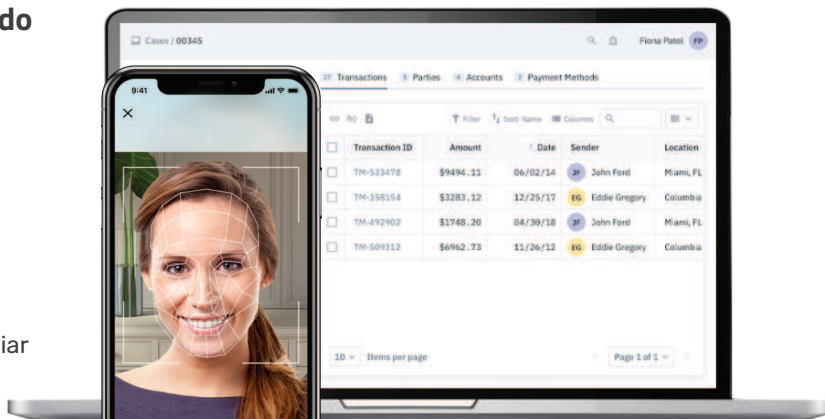 do
iar
Cases / 00345
Fiona Patel FP
37 Transactions 5 Parties 4 Accounts 2 Payment Methods
Filter Sort: Name Columns
Transaction ID Amount Date Sender Location
TM-533478 $9494.11 06/02/14 JF John Ford Miami, FL
TM-358154 $3283.12 12/25/17 EG Eddie Gregory Columbia
TM-492902 $1748.20 04/30/18 JF John Ford Miami, FL
TM-509312 $6962.73 11/26/12 EG Eddie Gregory Columbia
10 Items per page
Page 1 of 1
9:41